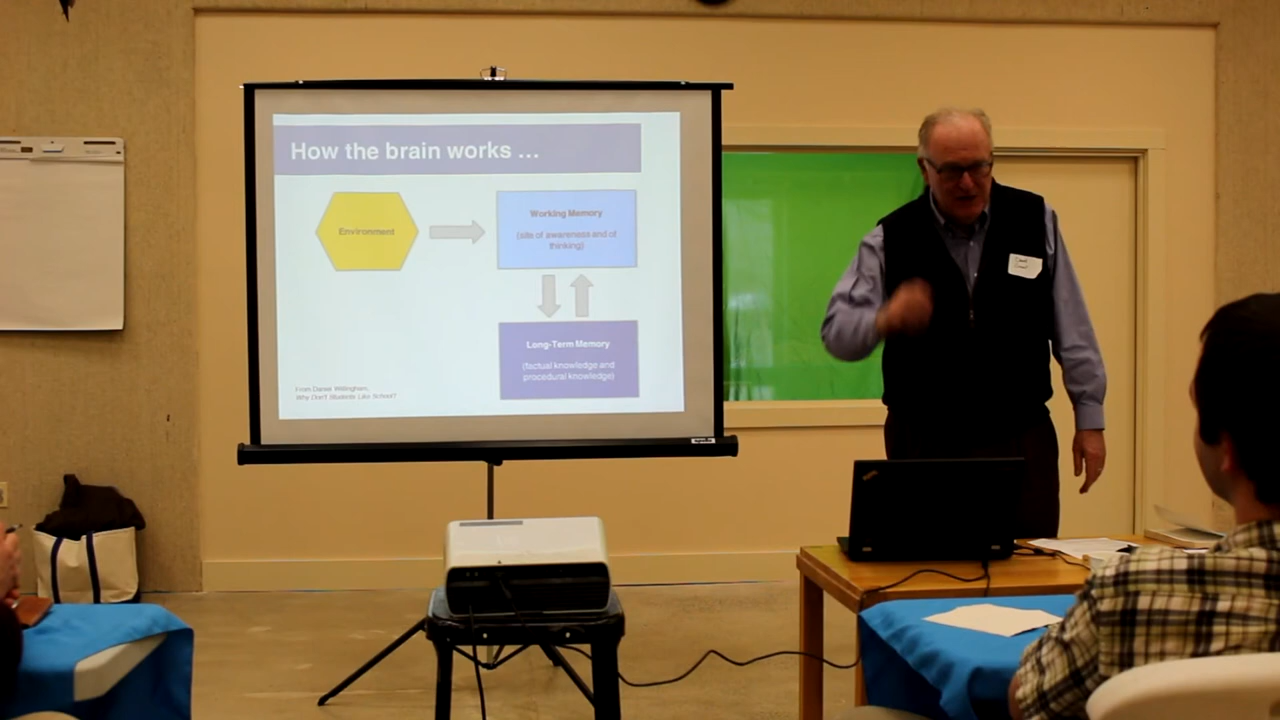 How the brain works ...
Environment
Working Memory
(site of awareness and of
thinking)
Long-Term Memory
(factual knowledge and
procedural knowledge)
From Daniel Willingham,
Why Don't Students Like School?